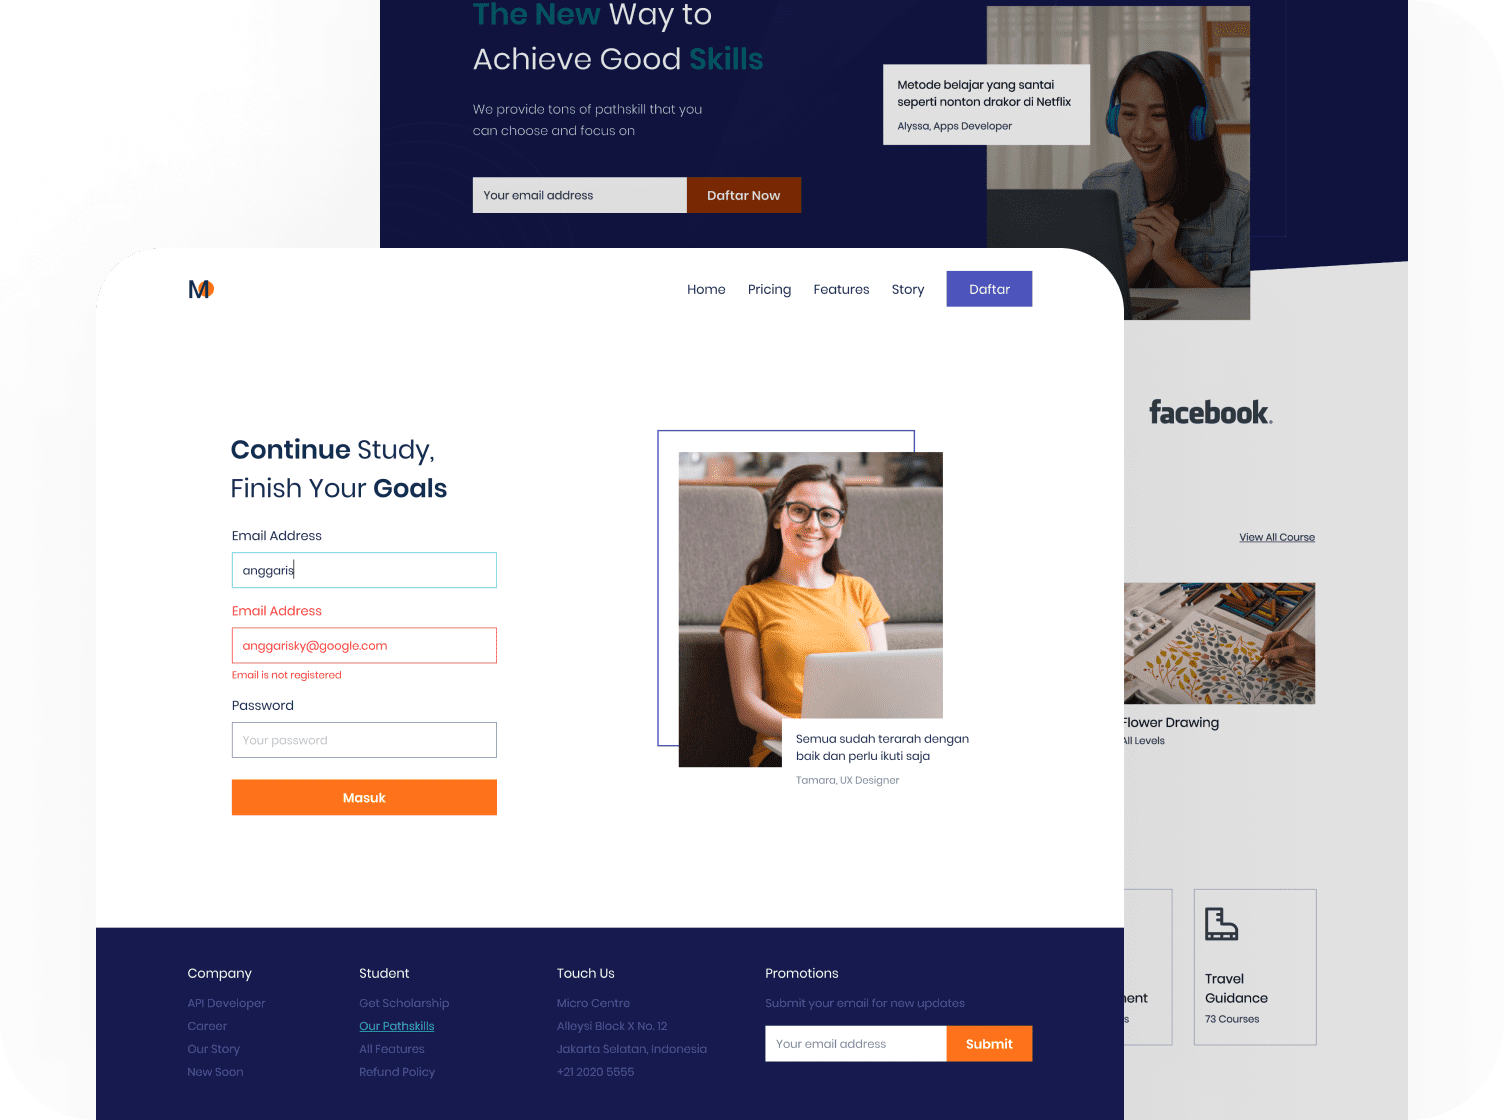 The New Way to
Achieve Good Skills
We provide tons of pathskill that you
can choose and focus on
Your email address
Daftar Now
Metode belajar yang santai
seperti nonton drakor di Netflix
Alyssa, Apps Developer
M
Home
Pricing
Features
Story
Daftar
Continue Study,
Finish Your Goals
Email Address
anggaris
Email Address
anggarisky@google.com
Email is not registered
Password
Your password
Masuk
Semua sudah terarah dengan
baik dan perlu ikuti saja
Tamara, UX Designer
facebook.
View All Course
Flower Drawing
All Levels
Travel
Guidance
73 Courses
Company
API Developer
Career
Our Story
New Soon
Student
Get Scholarship
Our Pathskills
All Features
Refund Policy
Touch Us
Micro Centre
Alleysi Block X No. 12
Jakarta Selatan, Indonesia
+21 2020 5555
Promotions
Submit your email for new updates
Your email address
Submit